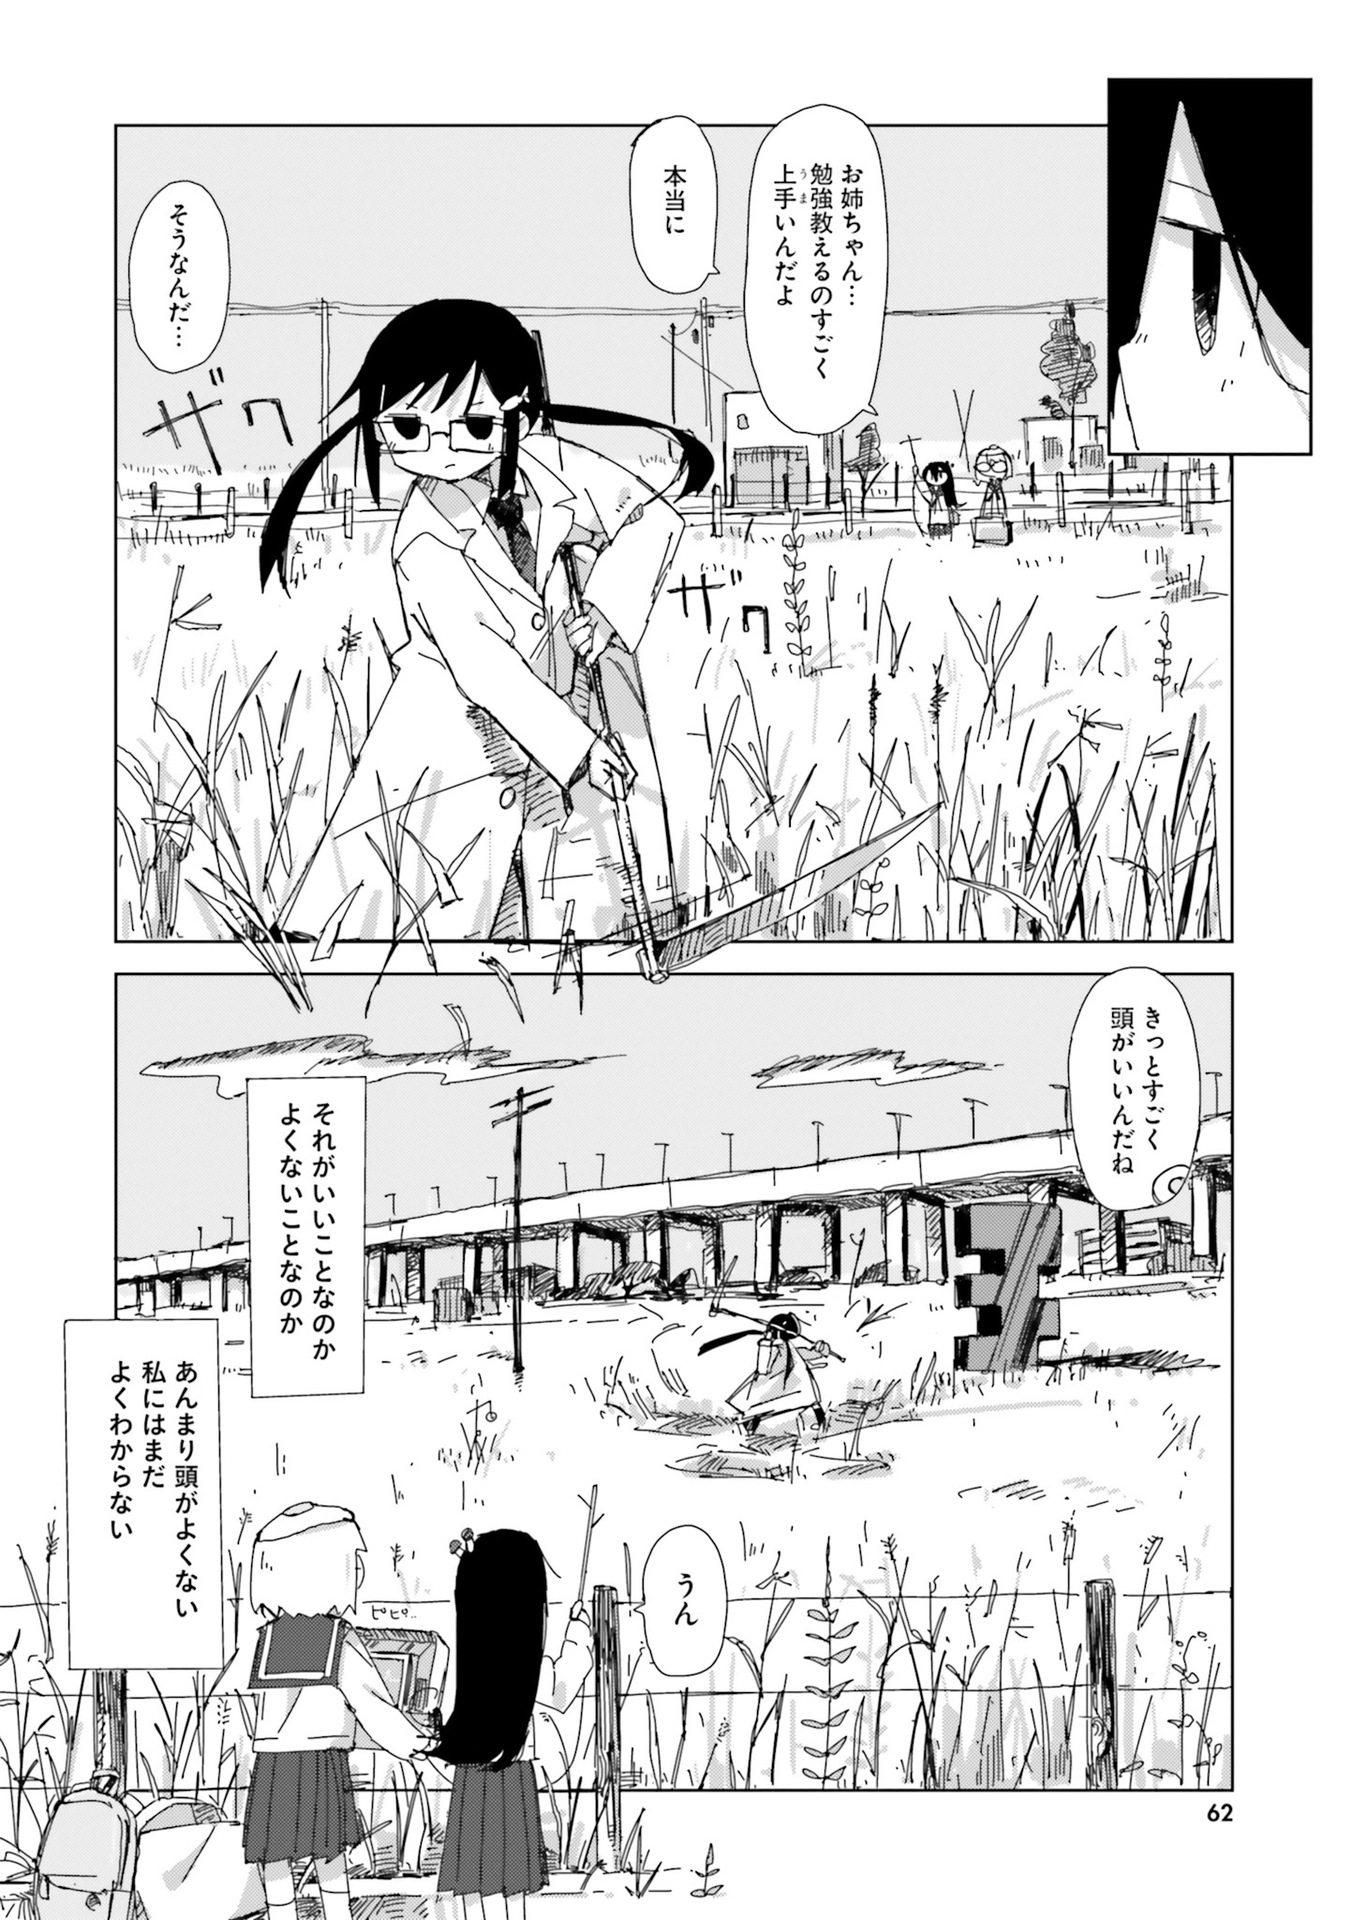 お姉ちゃん…
勉強教えるのすごく
上手いんだよ
うま
本当に
そうなんだ…
ザク
ザク
きっとすごく
頭がいいんだね
それがいいことなのか
よくないことなのか
あんまり頭がよくない
私にはまだ
よくわからない
うん
ピピ..
62